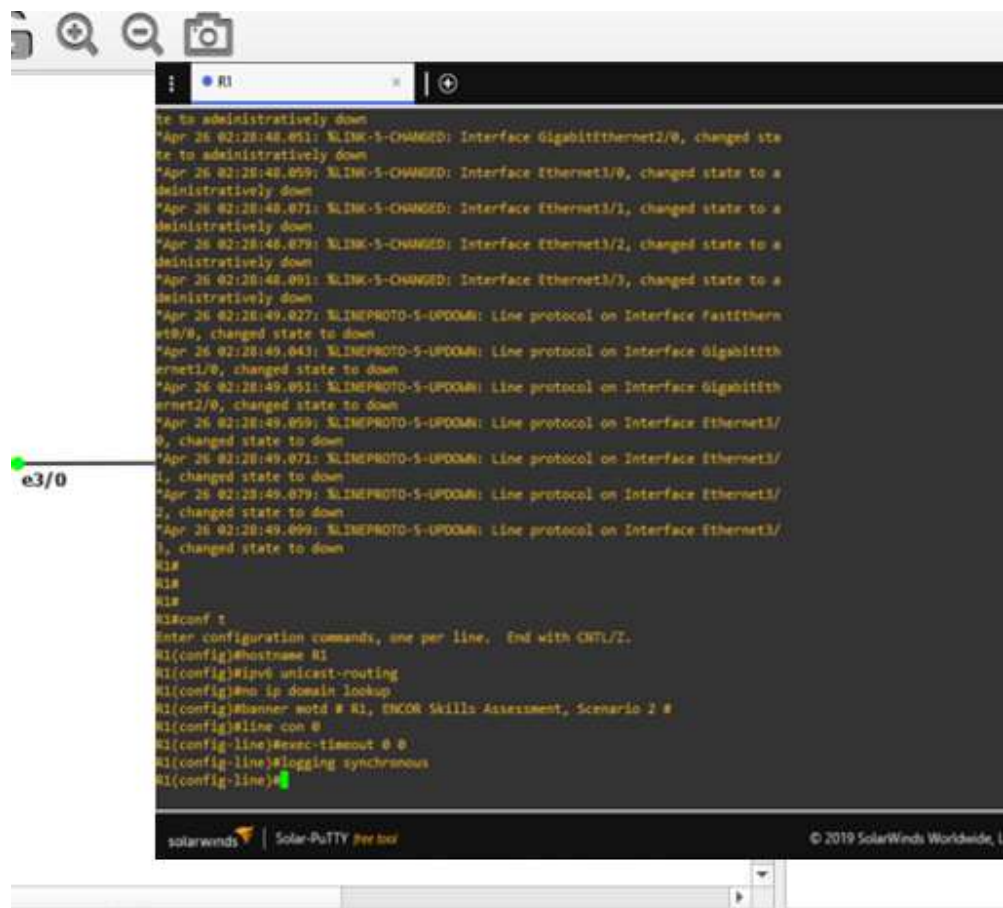 R1
te to administratively down
*Apr 26 02:28:48.051: %LINK-5-CHANGED: Interface GigabitEthernet2/0, changed sta
te to administratively down
*Apr 26 02:28:48.059: %LINK-5-CHANGED: Interface Ethernet3/0, changed state to a
dministratively down
*Apr 26 02:28:48.071: %LINK-5-CHANGED: Interface Ethernet3/1, changed state to a
dministratively down
*Apr 26 02:28:48.079: %LINK-5-CHANGED: Interface Ethernet3/2, changed state to a
dministratively down
*Apr 26 02:28:48.091: %LINK-5-CHANGED: Interface Ethernet3/3, changed state to a
dministratively down
*Apr 26 02:28:49.027: %LINEPROTO-5-UPDOWN: Line protocol on Interface FastEthern
et0/0, changed state to down
*Apr 26 02:28:49.043: %LINEPROTO-5-UPDOWN: Line protocol on Interface GigabitEth
ernet1/0, changed state to down
*Apr 26 02:28:49.051: %LINEPROTO-5-UPDOWN: Line protocol on Interface GigabitEth
ernet2/0, changed state to down
*Apr 26 02:28:49.059: %LINEPROTO-5-UPDOWN: Line protocol on Interface Ethernet3/
0, changed state to down
*Apr 26 02:28:49.071: %LINEPROTO-5-UPDOWN: Line protocol on Interface Ethernet3/
1, changed state to down
*Apr 26 02:28:49.079: %LINEPROTO-5-UPDOWN: Line protocol on Interface Ethernet3/
2, changed state to down
*Apr 26 02:28:49.099: %LINEPROTO-5-UPDOWN: Line protocol on Interface Ethernet3/
3, changed state to down
R1#
R1#
R1#
R1#conf t
Enter configuration commands, one per line. End with CNTL/Z.
R1(config)#hostname R1
R1(config)#ipv6 unicast-routing
R1(config)#no ip domain lookup
R1(config)#banner motd # R1, ENCOR Skills Assessment, Scenario 2 #
R1(config)#line con 0
R1(config-line)#exec-timeout 0 0
R1(config-line)#logging synchronous
R1(config-line)#
e3/0
solarwinds | Solar-PuTTY free tool
© 2019 SolarWinds Worldwide, L